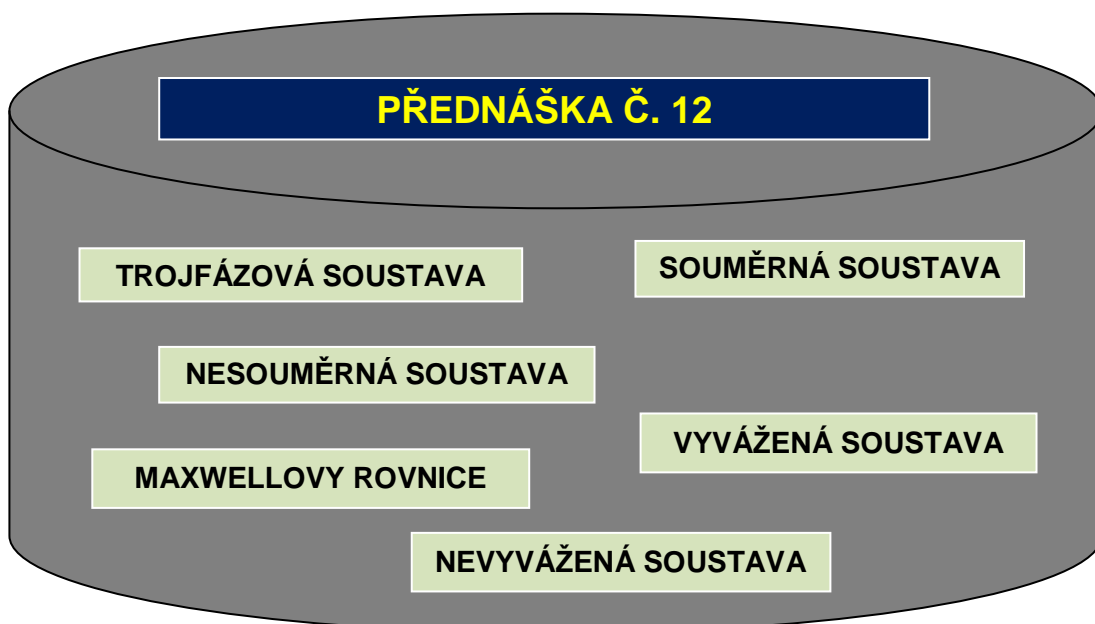 PŘEDNÁŠKA Č. 12
TROJFÁZOVÁ SOUSTAVA
SOUMĚRNÁ SOUSTAVA
NESOUMĚRNÁ SOUSTAVA
VYVÁŽENÁ SOUSTAVA
MAXWELLOVY ROVNICE
NEVYVÁŽENÁ SOUSTAVA